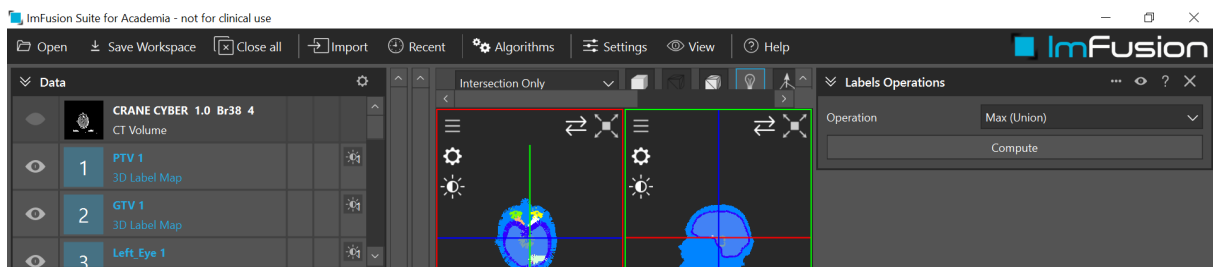 ImFusion Suite for Academia - not for clinical use
Open Save Workspace Close all Import Recent Algorithms Settings View Help ImFusion
Data
CRANE CYBER 1.0 Br38 4
CT Volume
1 PTV 1
3D Label Map
2 GTV 1
3D Label Map
3 Left_Eye 1
Intersection Only
Labels Operations
Operation Max (Union)
Compute